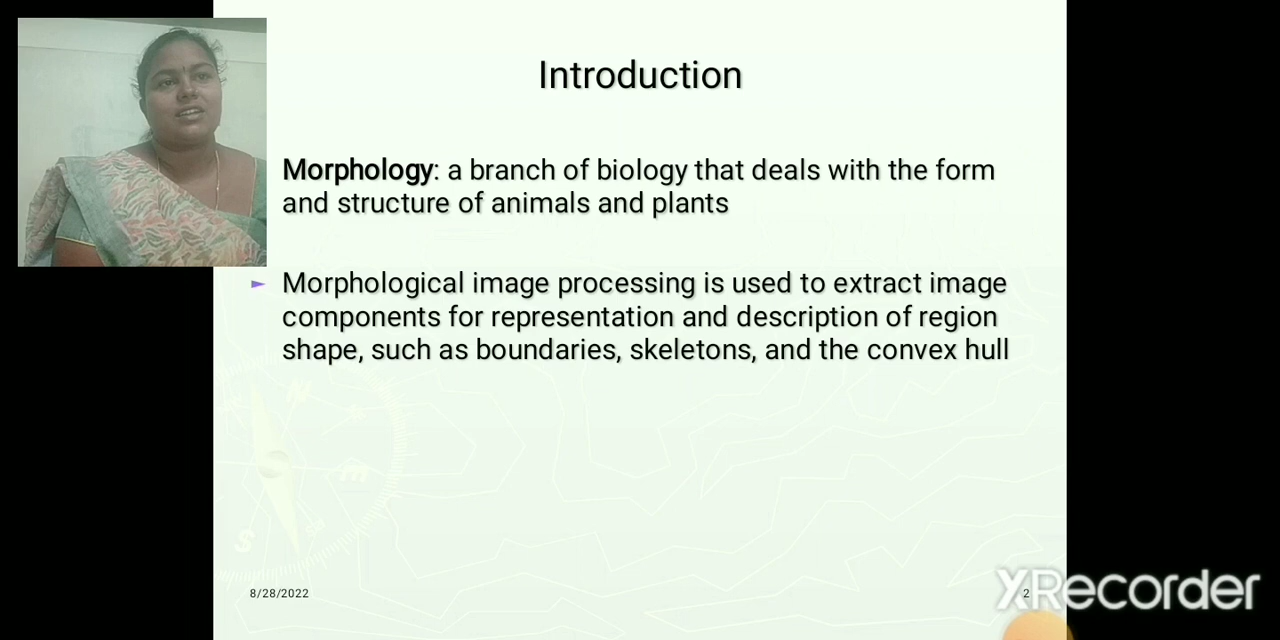 Introduction
Morphology: a branch of biology that deals with the form
and structure of animals and plants
Morphological image processing is used to extract image
components for representation and description of region
shape, such as boundaries, skeletons, and the convex hull
8/28/2022
2
XRecorder